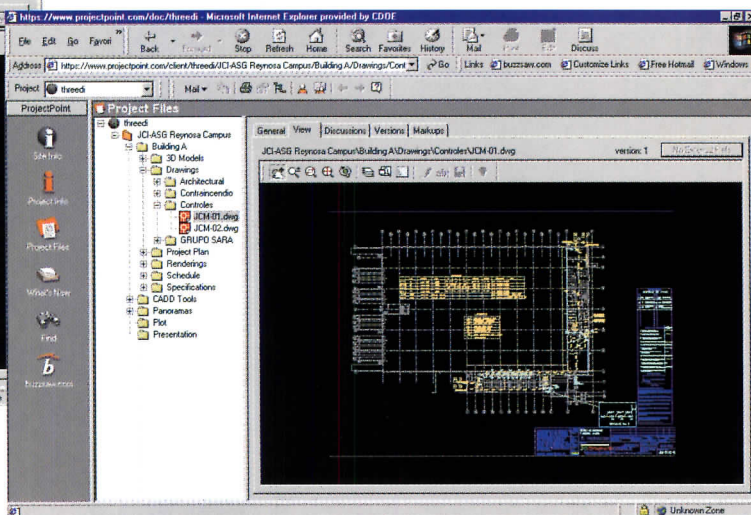 https://www.projectpoint.com/doc/threedi - Microsoft Internet Explorer provided by CDOE
File Edit Go Favori »
Back Forward Stop Refresh Home Search Favorites History Mail Print Edit Discuss
Address https://www.projectpoint.com/client/threedi/JCI-ASG Reynosa Campus/Building A/Drawings/Cont Go Links buzzsaw.com Customize Links Free Hotmail Windows
Project threedi Mail
ProjectPoint
Site Info
Project Info
Project Files
What's New
Find
b
buzzsaw.com
Project Files
threedi
JCI-ASG Reynosa Campus
Building A
3D Models
Drawings
Architectural
Contraincendio
Controles
JCM-01.dwg
JCM-02.dwg
GRUPO SARA
Project Plan
Renderings
Schedule
Specifications
CADD Tools
Panoramas
Plot
Presentation
General View Discussions Versions Markups
JCI-ASG Reynosa Campus\Building A\Drawings\Controles\JCM-01.dwg version: 1
Unknown Zone